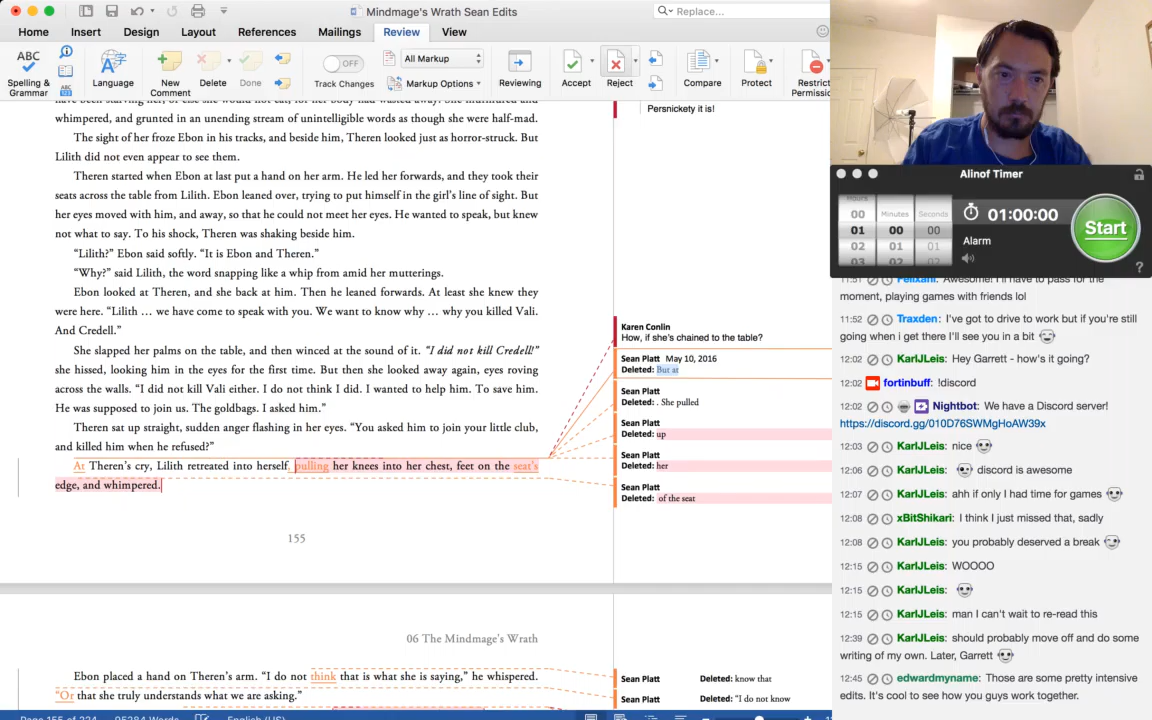 Mindmage's Wrath Sean Edits
Replace...
Home Insert Design Layout References Mailings Review View
ABC
Spelling & Grammar
Language
New Comment
Delete
Done
OFF
Track Changes
All Markup
Markup Options
Reviewing
Accept
Reject
Compare
Protect
Restrict
Permission
whimpered, and grunted in an unending stream of unintelligible words as though she were half-mad.
The sight of her froze Ebon in his tracks, and beside him, Theren looked just as horror-struck. But
Lilith did not even appear to see them.
Theren started when Ebon at last put a hand on her arm. He led her forwards, and they took their
seats across the table from Lilith. Ebon leaned over, trying to put himself in the girl's line of sight. But
her eyes moved with him, and away, so that he could not meet her eyes. He wanted to speak, but knew
not what to say. To his shock, Theren was shaking beside him.
“Lilith?” Ebon said softly. “It is Ebon and Theren.”
“Why?” said Lilith, the word snapping like a whip from amid her mutterings.
Ebon looked at Theren, and she back at him. Then he leaned forwards. At least she knew they
were here. “Lilith … we have come to speak with you. We want to know why … why you killed Vali.
And Credell.”
She slapped her palms on the table, and then winced at the sound of it. “I did not kill Credell!”
she hissed, looking him in the eyes for the first time. But then she looked away again, eyes roving
across the walls. “I did not kill Vali either. I do not think I did. I wanted to help him. To save him.
He was supposed to join us. The goldbags. I asked him.”
Theren sat up straight, sudden anger flashing in her eyes. “You asked him to join your little club,
and killed him when he refused?”
At Theren's cry, Lilith retreated into herself, pulling her knees into her chest, feet on the seat's
edge, and whimpered.
155
06 The Mindmage's Wrath
Ebon placed a hand on Theren's arm. “I do not think that is what she is saying,” he whispered.
“Or that she truly understands what we are asking.”
Persnickety it is!
Karen Conlin
How, if she's chained to the table?
Sean Platt May 10, 2016
Deleted: But at
Sean Platt
Deleted: . She pulled
Sean Platt
Deleted: up
Sean Platt
Deleted: her
Sean Platt
Deleted: of the seat
Sean Platt Deleted: know that
Sean Platt Deleted: “I do not know
English (US)
Alinof Timer
Hours Minutes Seconds
00
01 00 00
02 01 01
03 02 02
01:00:00
Alarm
Start
?
moment, playing games with friends lol
11:52 Traxden: I've got to drive to work but if you're still
going when i get there I'll see you in a bit
12:02 KarlJLeis: Hey Garrett - how's it going?
12:02 fortinbuff: !discord
12:02 Nightbot: We have a Discord server!
https://discord.gg/010D76SWMgHoAW39x
12:03 KarlJLeis: nice
12:06 KarlJLeis: discord is awesome
12:07 KarlJLeis: ahh if only I had time for games
12:08 xBitShikari: I think I just missed that, sadly
12:08 KarlJLeis: you probably deserved a break
12:15 KarlJLeis: WOOOO
12:15 KarlJLeis:
12:15 KarlJLeis: man I can't wait to re-read this
12:39 KarlJLeis: should probably move off and do some
writing of my own. Later, Garrett
12:45 edwardmyname: Those are some pretty intensive
edits. It's cool to see how you guys work together.